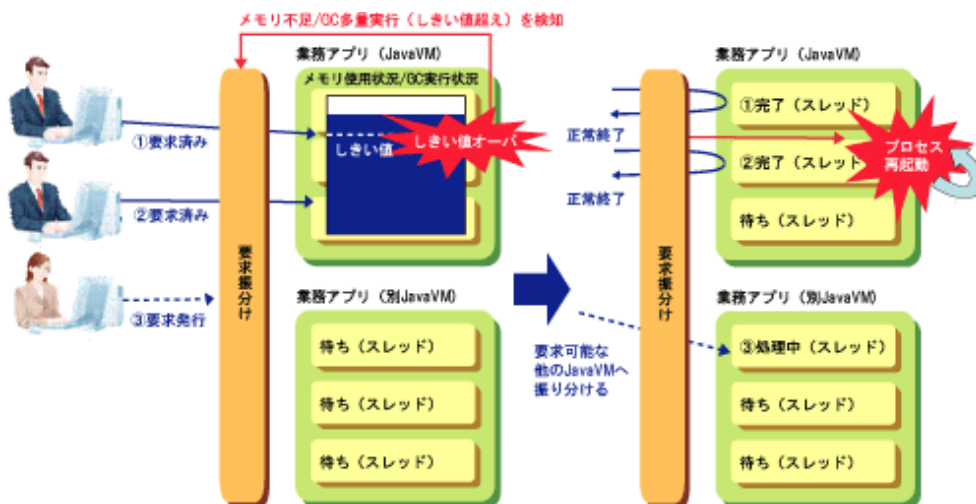 メモリ不足/GC多量実行(しきい値超え)を検知
業務アプリ(JavaVM)
メモリ使用状況/GC実行状況
しきい値
しきい値オーバ
①要求済み
②要求済み
③要求発行
要求振分け
業務アプリ(別JavaVM)
待ち(スレッド)
待ち(スレッド)
待ち(スレッド)
業務アプリ(JavaVM)
①完了(スレッド)
正常終了
②完了(スレッド)
プロセス
再起動
正常終了
待ち(スレッド)
要求振分け
業務アプリ(別JavaVM)
要求可能な
他のJavaVMへ
振り分ける
③処理中(スレッド)
待ち(スレッド)
待ち(スレッド)